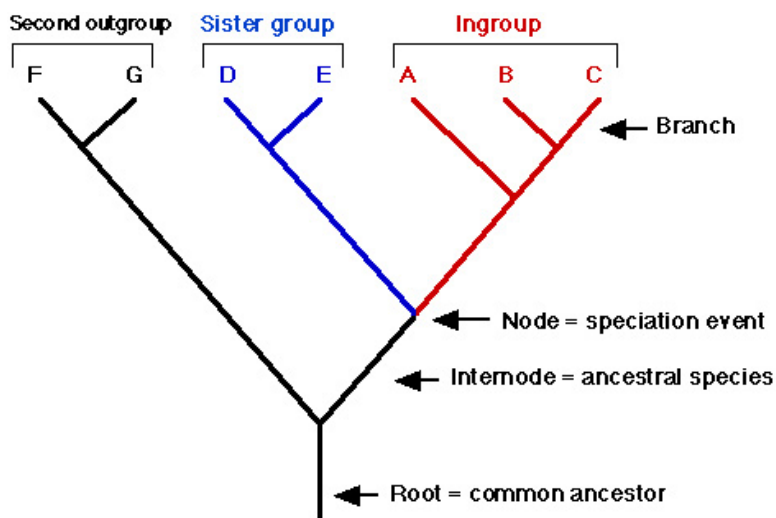 Second outgroup Sister group Ingroup
F G D E A B C
Branch
Node = speciation event
Internode = ancestral species
Root = common ancestor